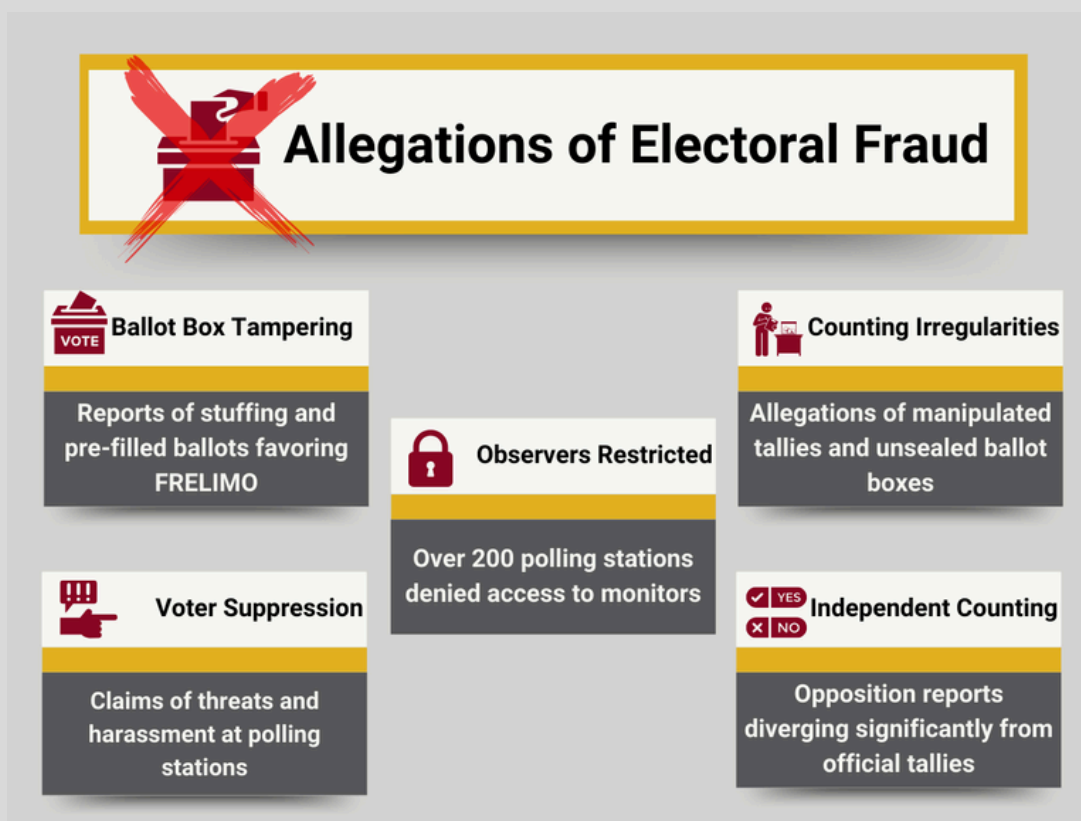 Allegations of Electoral Fraud
VOTE
Ballot Box Tampering
Reports of stuffing and
pre-filled ballots favoring
FRELIMO
!!!
Voter Suppression
Claims of threats and
harassment at polling
stations
Observers Restricted
Over 200 polling stations
denied access to monitors
Counting Irregularities
Allegations of manipulated
tallies and unsealed ballot
boxes
YES
NO
Independent Counting
Opposition reports
diverging significantly from
official tallies